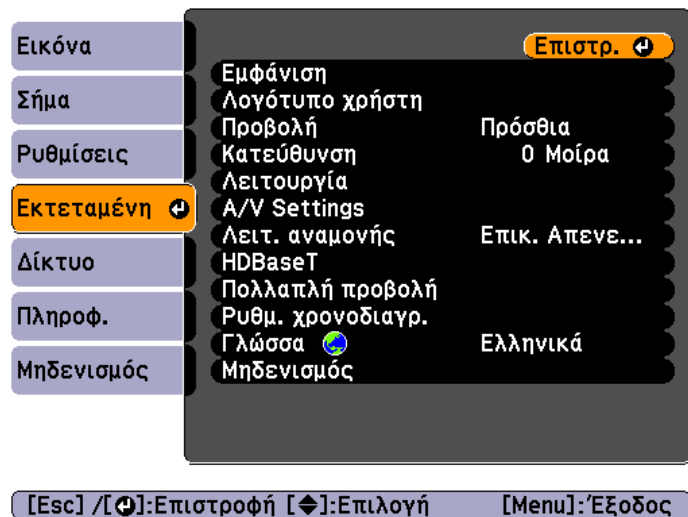 Εικόνα
Σήμα
Ρυθμίσεις
Εκτεταμένη
Δίκτυο
Πληροφ.
Μηδενισμός
Επιστρ.
Εμφάνιση
Λογότυπο χρήστη
Προβολή Πρόσθια
Κατεύθυνση 0 Μοίρα
Λειτουργία
A/V Settings
Λειτ. αναμονής Επικ. Απενε...
HDBaseT
Πολλαπλή προβολή
Ρυθμ. χρονοδιαγρ.
Γλώσσα Ελληνικά
Μηδενισμός
[Esc] /[⏎]:Επιστροφή [◆]:Επιλογή [Menu]:Έξοδος